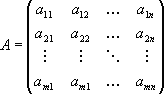 A = ( a₁₁ a₁₂ … a₁ₙ
a₂₁ a₂₂ … a₂ₙ
⋮ ⋮ ⋱ ⋮
aₘ₁ aₘ₁ … aₘₙ )